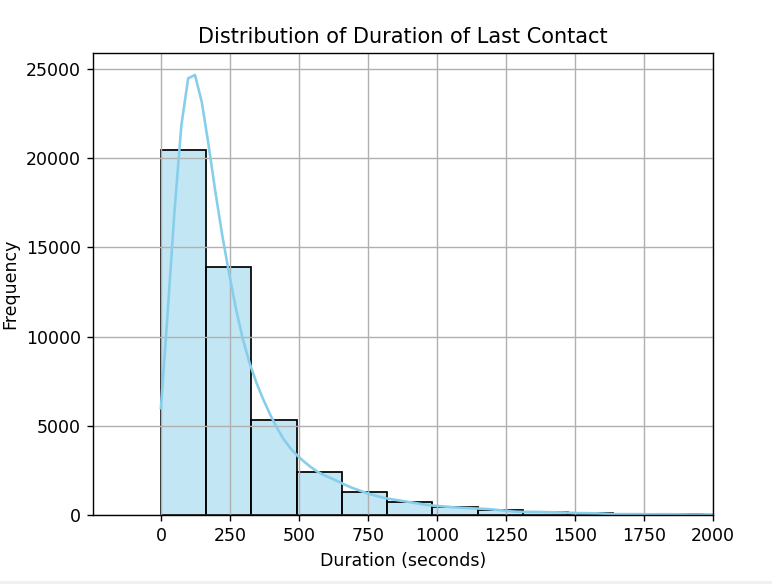 Distribution of Duration of Last Contact
25000
20000
15000
10000
5000
0
Frequency
0 250 500 750 1000 1250 1500 1750 2000
Duration (seconds)